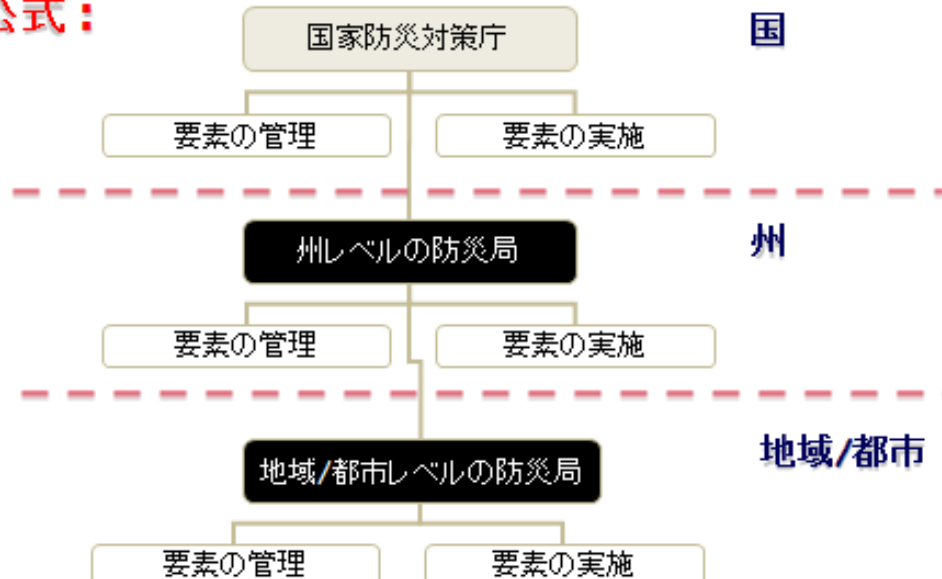 公式：
国家防災対策庁
国
要素の管理
要素の実施
州レベルの防災局
州
要素の管理
要素の実施
地域/都市レベルの防災局
地域/都市
要素の管理
要素の実施